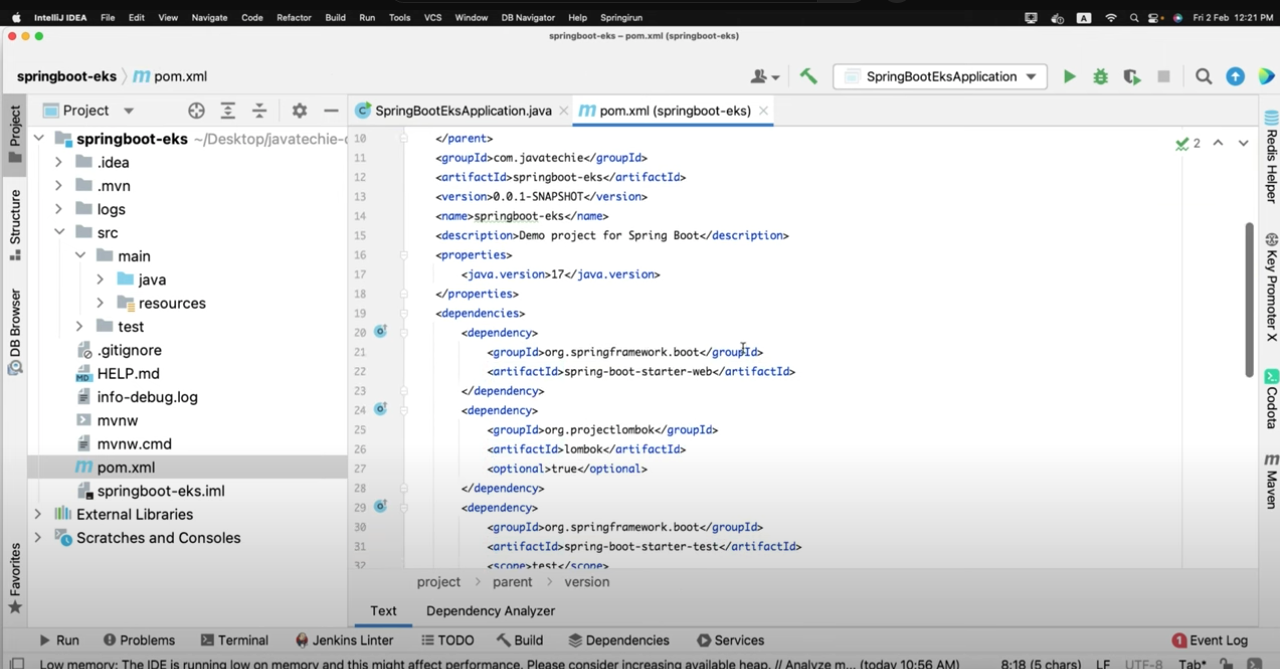 IntelliJ IDEA File Edit View Navigate Code Refactor Build Run Tools VCS Window DB Navigator Help Springirun A Fri 2 Feb 12:21 PM
springboot-eks – pom.xml (springboot-eks)
springboot-eks m pom.xml SpringBootEksApplication
Project
SpringBootEksApplication.java
m pom.xml (springboot-eks)
Project
Structure
DB Browser
Favorites
springboot-eks ~/Desktop/javatechie-
.idea
.mvn
logs
src
main
java
resources
test
.gitignore
HELP.md
info-debug.log
mvnw
mvnw.cmd
m pom.xml
springboot-eks.iml
External Libraries
Scratches and Consoles
10 </parent>
11 <groupId>com.javatechie</groupId>
12 <artifactId>springboot-eks</artifactId>
13 <version>0.0.1-SNAPSHOT</version>
14 <name>springboot-eks</name>
15 <description>Demo project for Spring Boot</description>
16 <properties>
17 <java.version>17</java.version>
18 </properties>
19 <dependencies>
20 <dependency>
21 <groupId>org.springframework.boot</groupId>
22 <artifactId>spring-boot-starter-web</artifactId>
23 </dependency>
24 <dependency>
25 <groupId>org.projectlombok</groupId>
26 <artifactId>lombok</artifactId>
27 <optional>true</optional>
28 </dependency>
29 <dependency>
30 <groupId>org.springframework.boot</groupId>
31 <artifactId>spring-boot-starter-test</artifactId>
32 <scope>test</scope>
2
Redis Helper
Key Promoter X
Codota
m Maven
project > parent > version
Text Dependency Analyzer
Run Problems Terminal Jenkins Linter TODO Build Dependencies Services 1 Event Log
Low memory: The IDE is running low on memory and this might affect performance. Please consider increasing available heap. // Analyze m... (today 10:56 AM) 8:18 (5 chars) LF UTF-8 Tab*